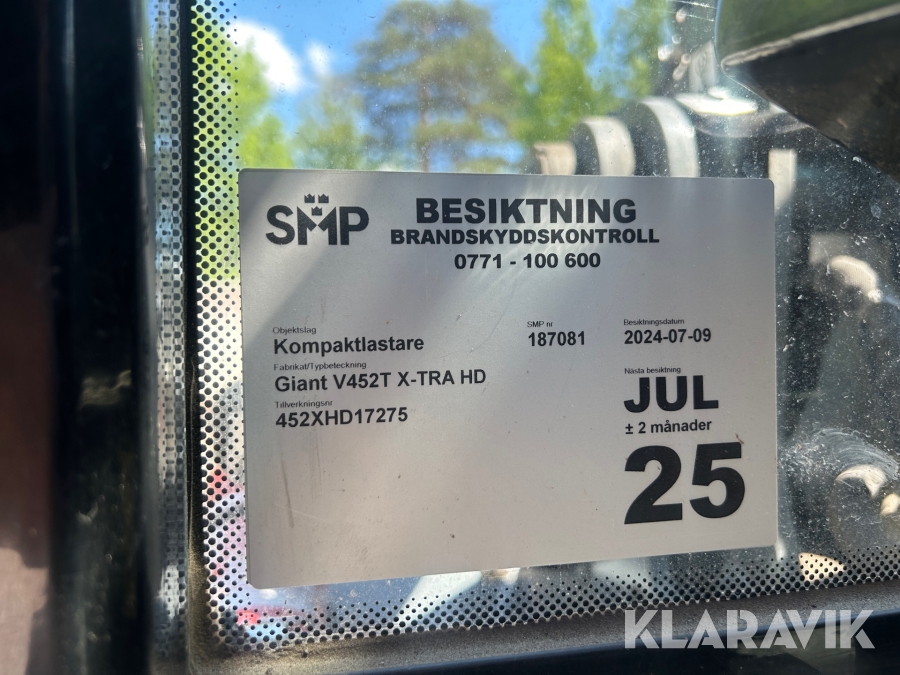 SMP
BESIKTNING
BRANDSKYDDSKONTROLL
0771 - 100 600
Objektslag
Kompaktlastare
SMP nr
187081
Besiktningsdatum
2024-07-09
Fabrikat/Typbeteckning
Giant V452T X-TRA HD
Tillverkningsnr
452XHD17275
Nästa besiktning
JUL
± 2 månader
25
KLARAVIK